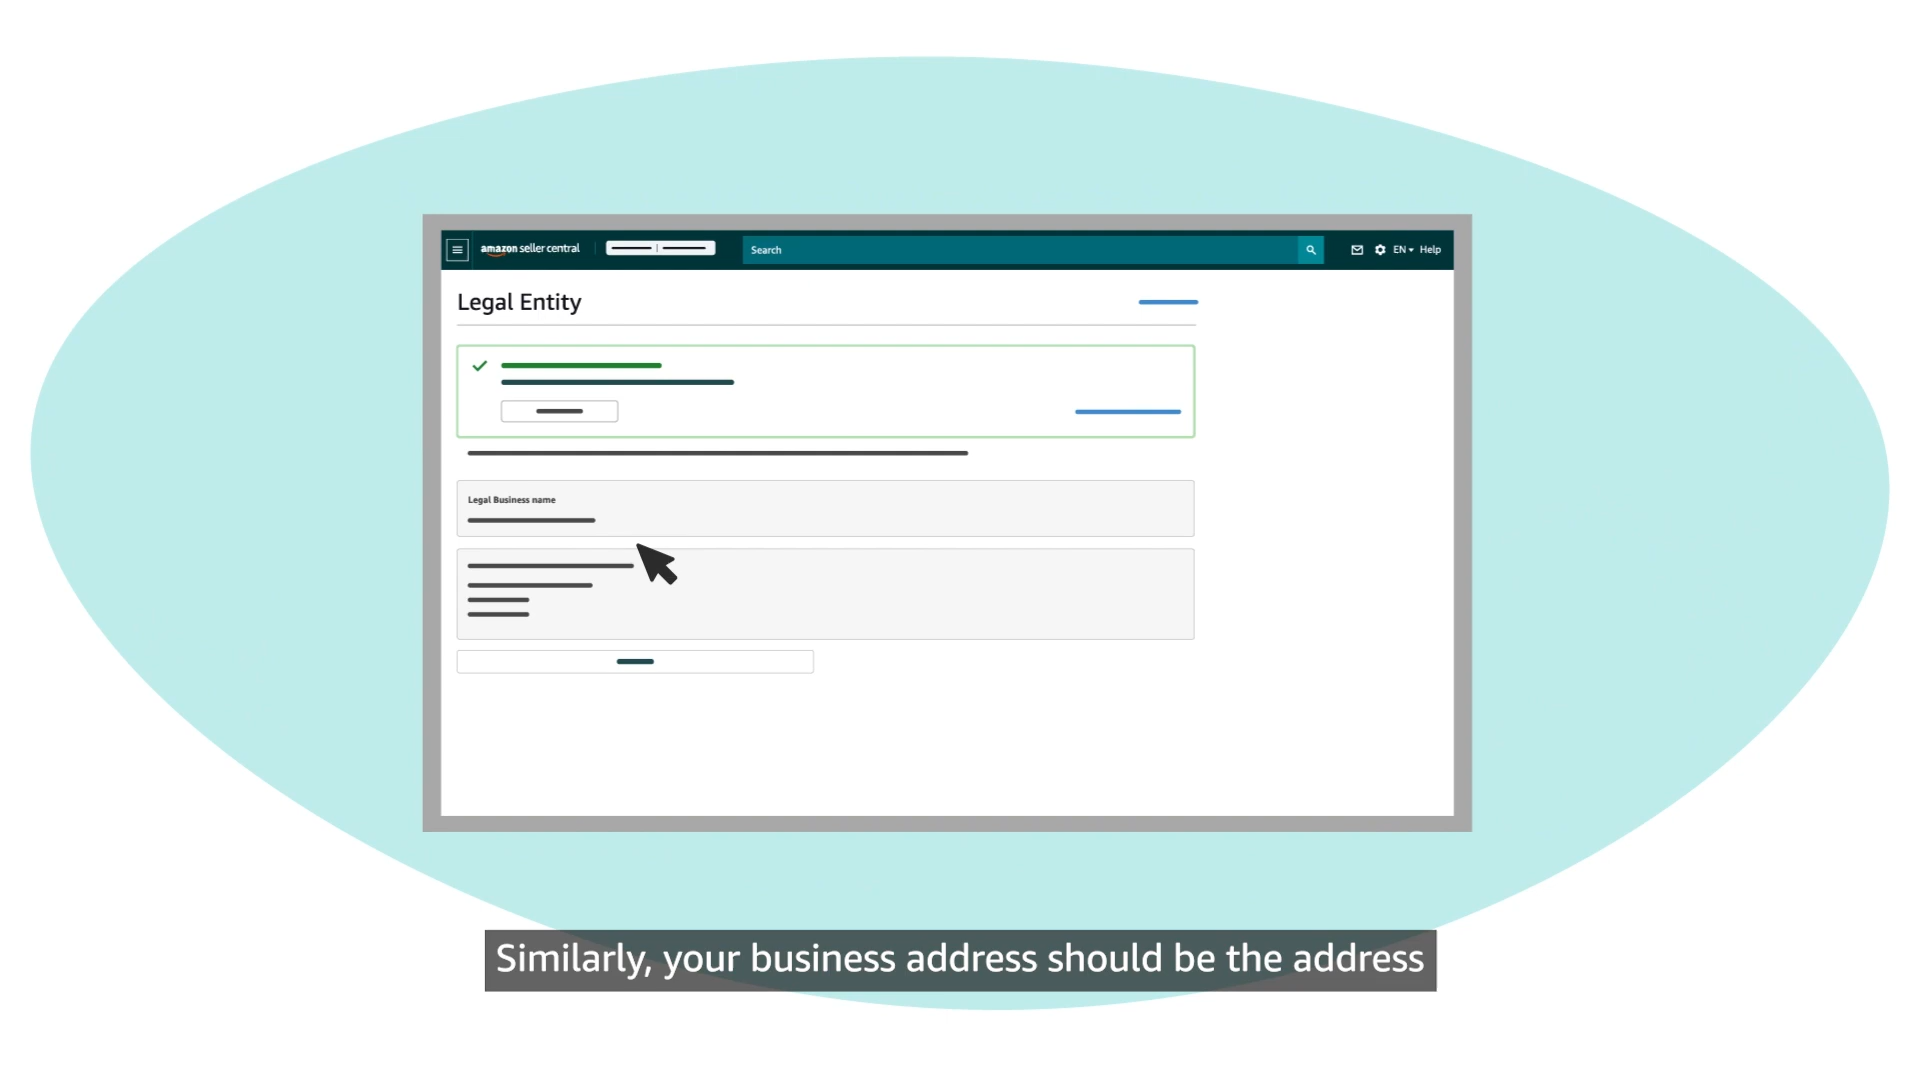 amazon seller central
Search
EN
Help
Legal Entity
Legal Business name
Similarly, your business address should be the address